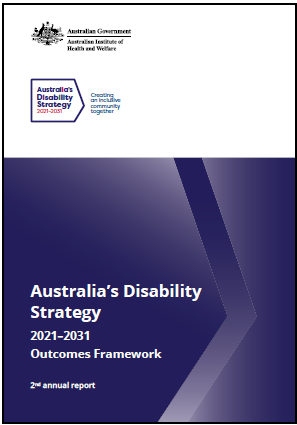 Australian Government
Australian Institute of
Health and Welfare
Australia's
Disability
Strategy
2021-2031
Creating
an inclusive
community
together
Australia's Disability
Strategy
2021–2031
Outcomes Framework
2nd annual report